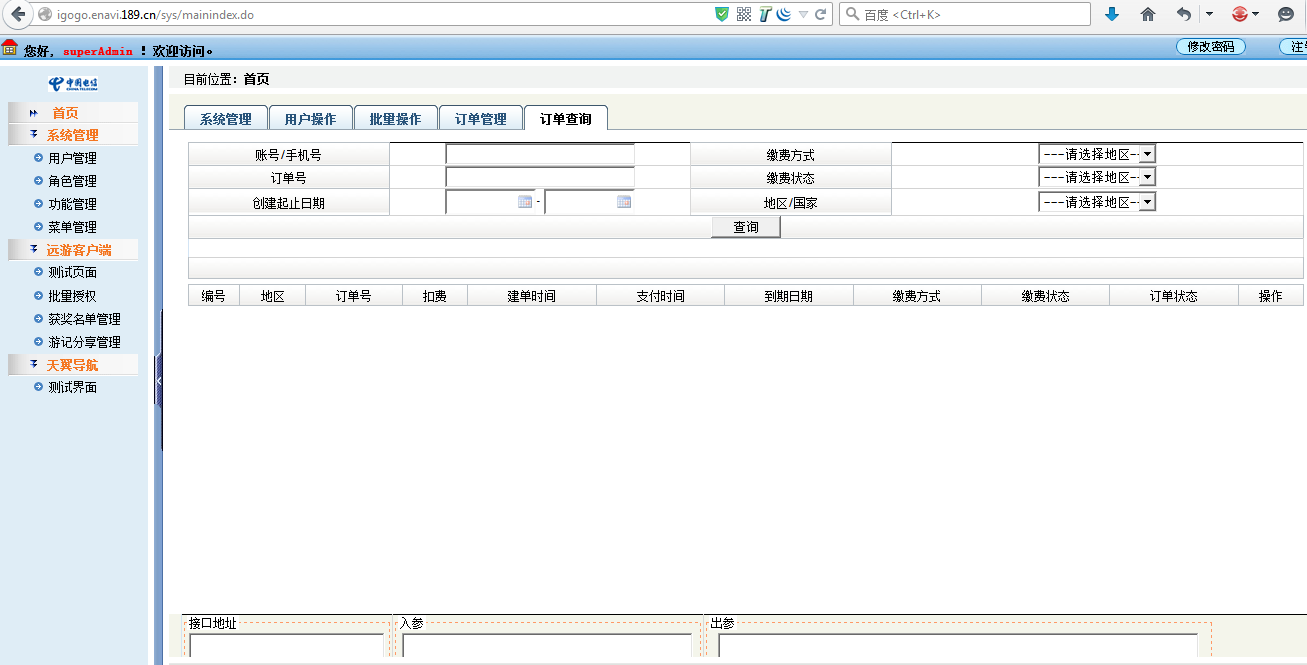 igogo.enavi.189.cn/sys/mainindex.do
百度 <Ctrl+K>
您好，superAdmin ！欢迎访问。
修改密码
注
中国电信
CHINA TELECOM
首页
系统管理
用户管理
角色管理
功能管理
菜单管理
远游客户端
测试页面
批量授权
获奖名单管理
游记分享管理
天翼导航
测试界面
目前位置：首页
系统管理 用户操作 批量操作 订单管理 订单查询
账号/手机号 缴费方式 ---请选择地区--
订单号 缴费状态 ---请选择地区--
创建起止日期 - 地区/国家 ---请选择地区--
查询
编号 地区 订单号 扣费 建单时间 支付时间 到期日期 缴费方式 缴费状态 订单状态 操作
接口地址 入参 出参